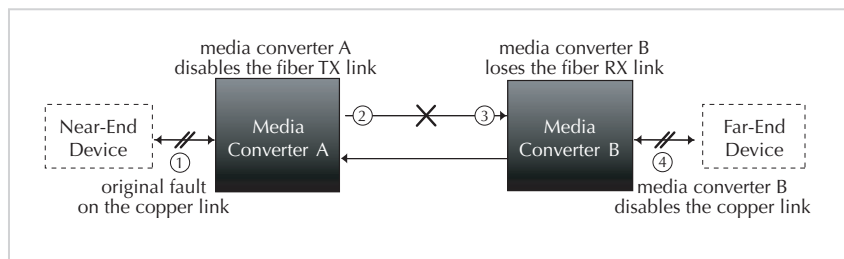 media converter A
disables the fiber TX link
media converter B
loses the fiber RX link
Near-End
Device
Media
Converter A
2
3
Media
Converter B
Far-End
Device
1
4
original fault
on the copper link
media converter B
disables the copper link